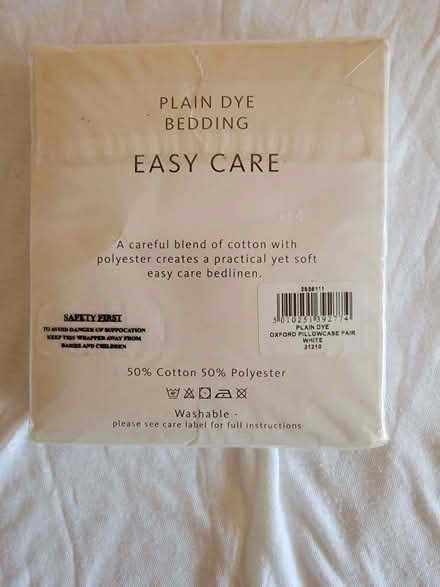 PLAIN DYE
BEDDING
EASY CARE
A careful blend of cotton with
polyester creates a practical yet soft
easy care bedlinen.
SAFETY FIRST
TO AVOID DANGER OF SUFFOCATION
KEEP THIS WRAPPER AWAY FROM
BABIES AND CHILDREN
5010251392774
PLAIN DYE
OXFORD PILLOWCASE PAIR
WHITE
31210
50% Cotton 50% Polyester
Washable -
please see care label for full instructions